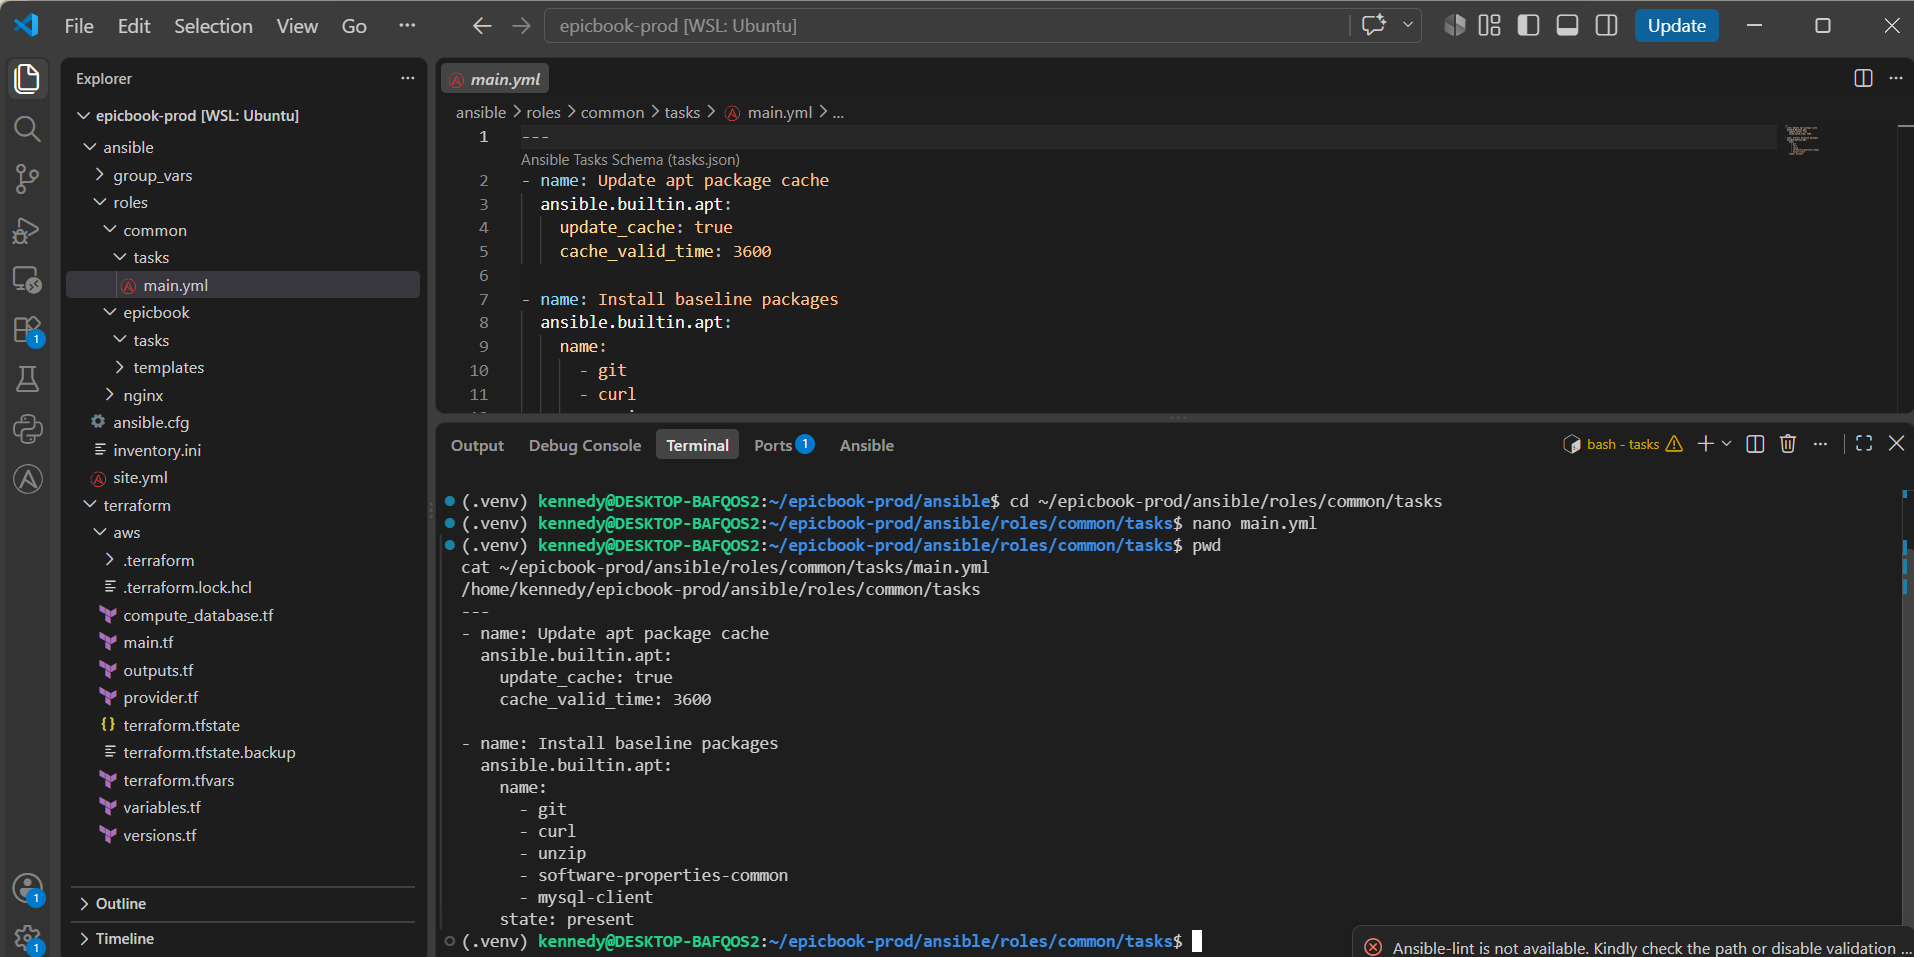 File Edit Selection View Go ··· epicbook-prod [WSL: Ubuntu] Update
Explorer ···
epicbook-prod [WSL: Ubuntu]
ansible
group_vars
roles
common
tasks
main.yml
epicbook
tasks
templates
nginx
ansible.cfg
inventory.ini
site.yml
terraform
aws
.terraform
.terraform.lock.hcl
compute_database.tf
main.tf
outputs.tf
provider.tf
terraform.tfstate
terraform.tfstate.backup
terraform.tfvars
variables.tf
versions.tf
Outline
Timeline
1
1
1
main.yml
ansible > roles > common > tasks > main.yml > ...
1 ---
Ansible Tasks Schema (tasks.json)
2 - name: Update apt package cache
3 ansible.builtin.apt:
4 update_cache: true
5 cache_valid_time: 3600
6
7 - name: Install baseline packages
8 ansible.builtin.apt:
9 name:
10 - git
11 - curl
Output Debug Console Terminal Ports 1 Ansible bash - tasks
(.venv) kennedy@DESKTOP-BAFQOS2:~/epicbook-prod/ansible$ cd ~/epicbook-prod/ansible/roles/common/tasks
(.venv) kennedy@DESKTOP-BAFQOS2:~/epicbook-prod/ansible/roles/common/tasks$ nano main.yml
(.venv) kennedy@DESKTOP-BAFQOS2:~/epicbook-prod/ansible/roles/common/tasks$ pwd
cat ~/epicbook-prod/ansible/roles/common/tasks/main.yml
/home/kennedy/epicbook-prod/ansible/roles/common/tasks
---
- name: Update apt package cache
ansible.builtin.apt:
update_cache: true
cache_valid_time: 3600
- name: Install baseline packages
ansible.builtin.apt:
name:
- git
- curl
- unzip
- software-properties-common
- mysql-client
state: present
(.venv) kennedy@DESKTOP-BAFQOS2:~/epicbook-prod/ansible/roles/common/tasks$
Ansible-lint is not available. Kindly check the path or disable validation ...